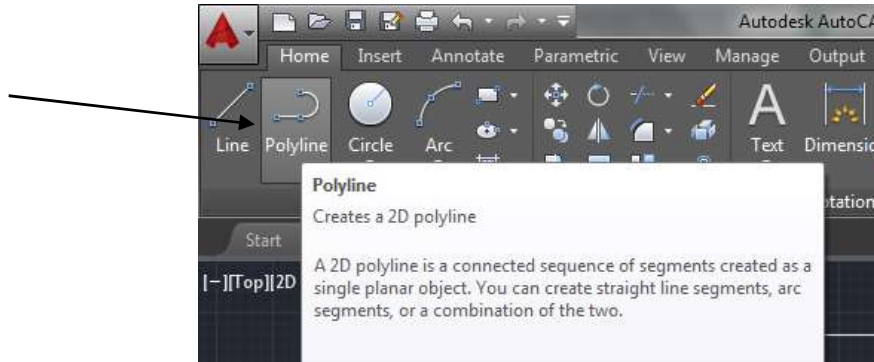 Autodesk AutoCA
Home Insert Annotate Parametric View Manage Output
A
Line Polyline Circle Arc Text Dimensio
Polyline
Creates a 2D polyline
A 2D polyline is a connected sequence of segments created as a
single planar object. You can create straight line segments, arc
segments, or a combination of the two.
otation
Start
[−][Top][2D